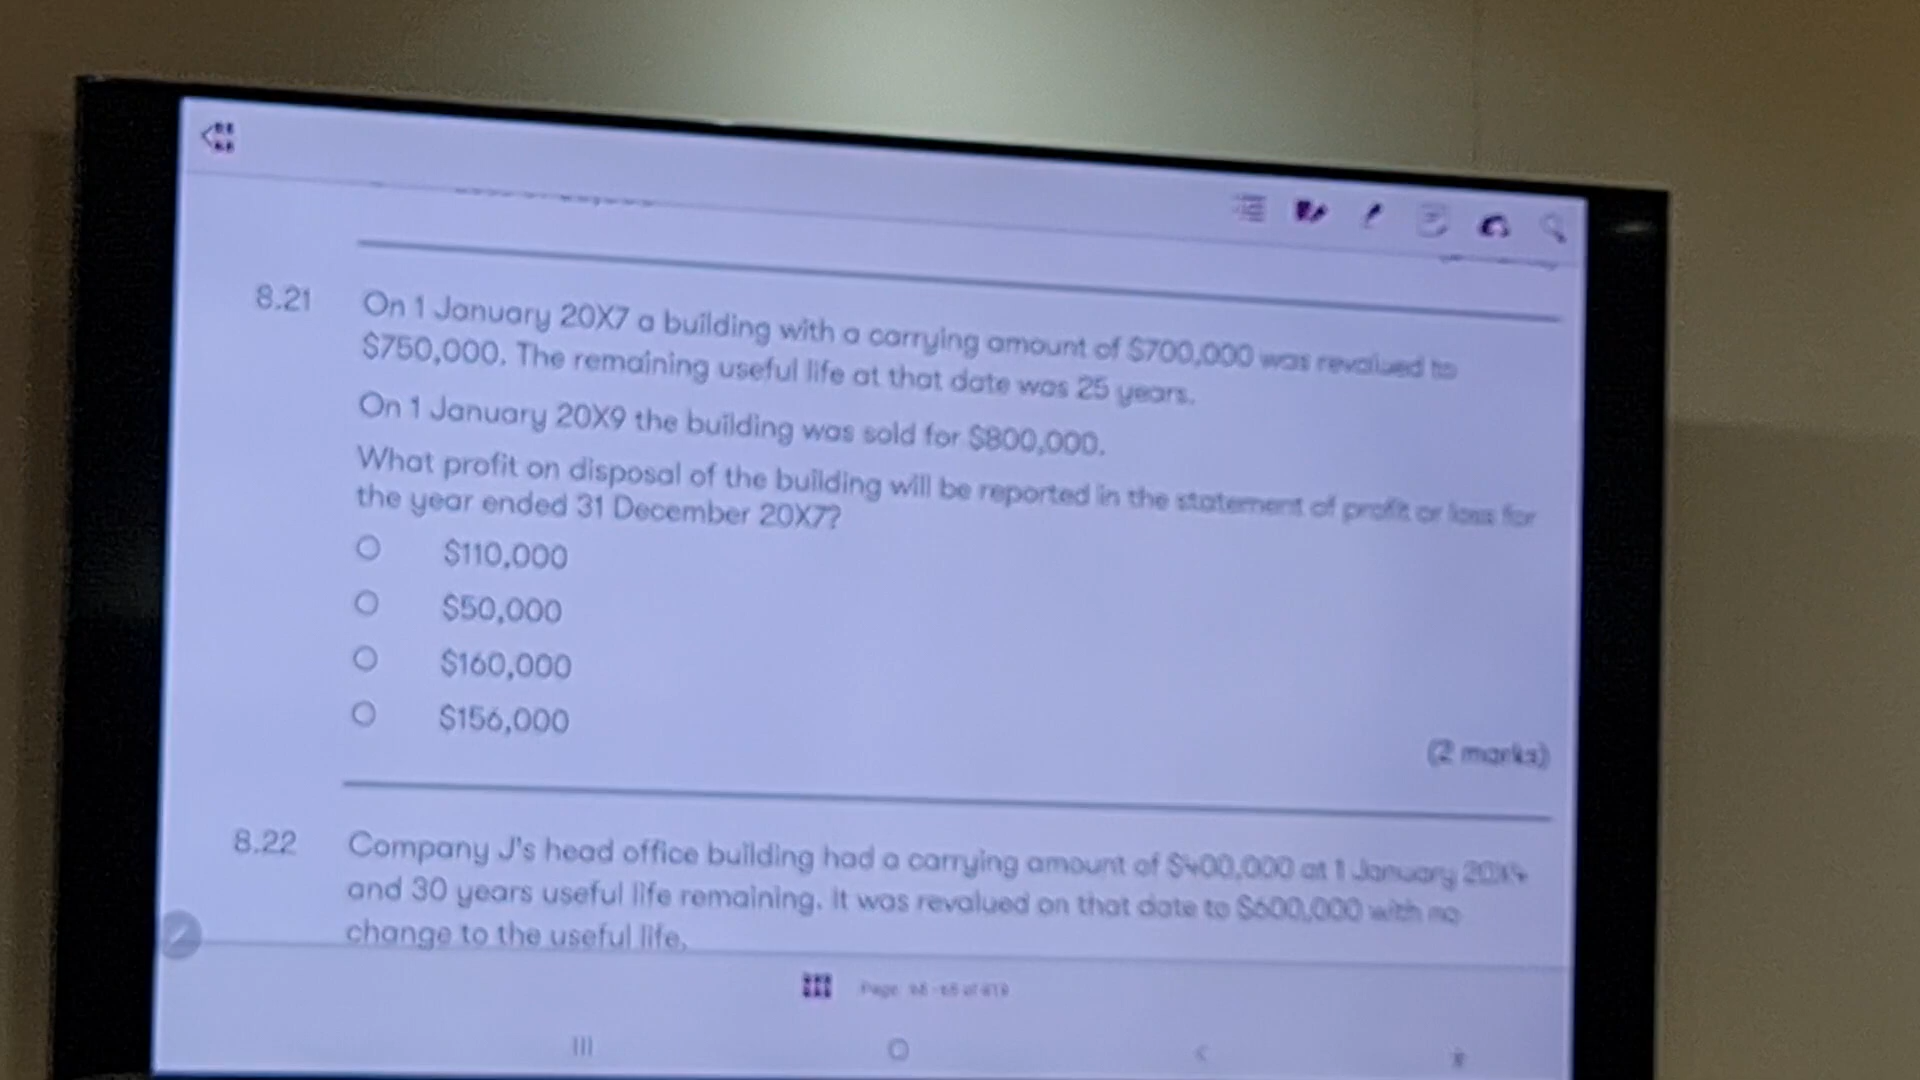 8.21 On 1 January 20X7 a building with a carrying amount of $700,000 was revalued to
$750,000. The remaining useful life at that date was 25 years.
On 1 January 20X9 the building was sold for $800,000.
What profit on disposal of the building will be reported in the statement of profit or loss for
the year ended 31 December 20X7?
$110,000
$50,000
$160,000
$156,000
(2 marks)
8.22 Company J's head office building had a carrying amount of $400,000 at 1 January 20X4
and 30 years useful life remaining. It was revalued on that date to $600,000 with no
change to the useful life.
Page